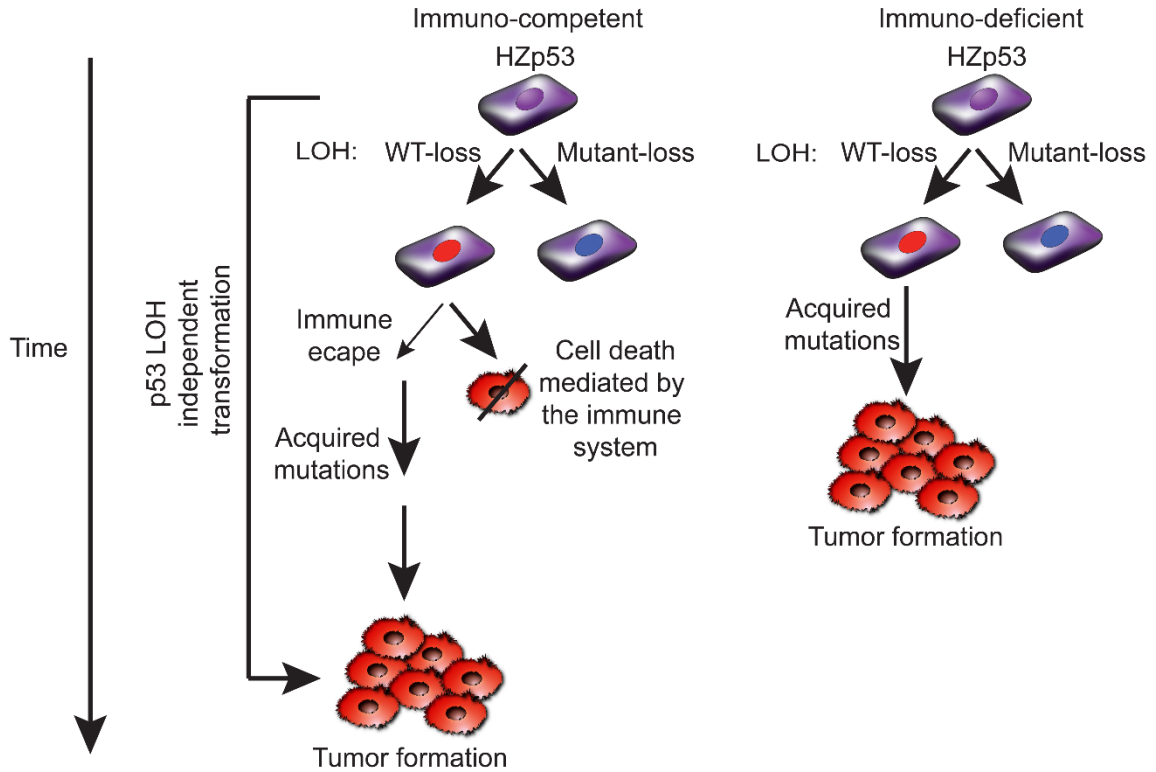 Immuno-competent
HZp53
LOH:
WT-loss
Mutant-loss
Immune
ecape
Cell death
mediated by
the immune
system
Acquired
mutations
Tumor formation
p53 LOH
independent
transformation
Time
Immuno-deficient
HZp53
LOH:
WT-loss
Mutant-loss
Acquired
mutations
Tumor formation